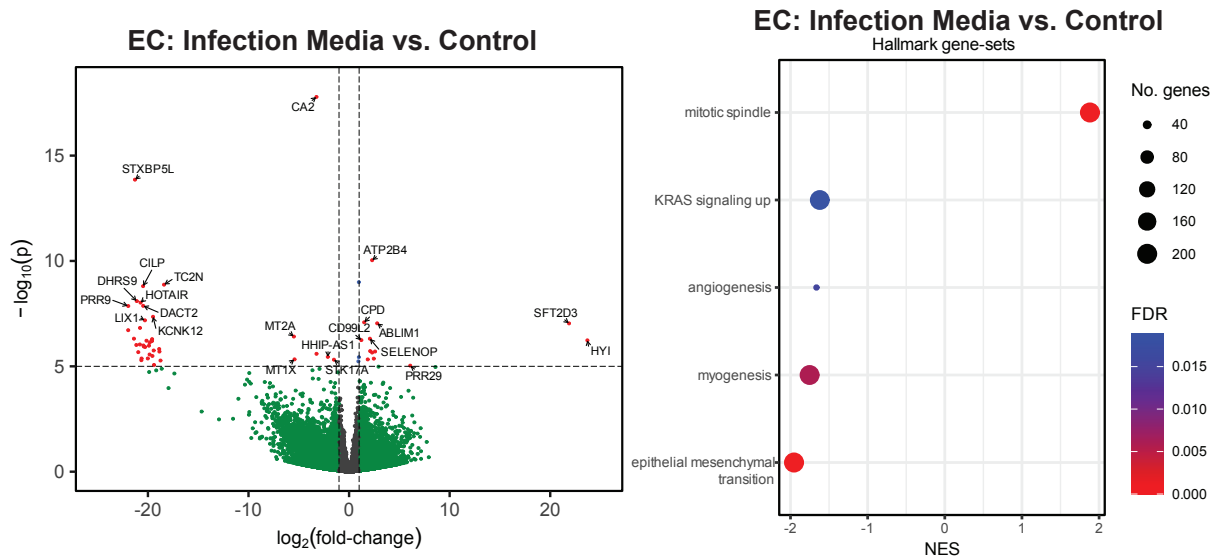 EC: Infection Media vs. Control
CA2
STXBP5L
ATP2B4
CILP
TC2N
DHRS9
HOTAIR
PRR9
DACT2
LIX1
KCNK12
MT2A
CD99L2
CPD
ABLIM1
SFT2D3
HHIP-AS1
SELENOP
HYI
MT1X
STK17A
PRR29
15
10
5
0
-20
-10
0
10
20
−log10(p)
log2(fold-change)
EC: Infection Media vs. Control
Hallmark gene-sets
mitotic spindle
KRAS signaling up
angiogenesis
myogenesis
epithelial mesenchymal
transition
-2
-1
0
1
2
NES
No. genes
40
80
120
160
200
FDR
0.015
0.010
0.005
0.000